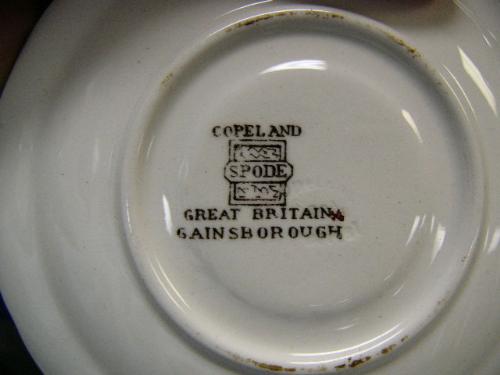 COPELAND
SPODE
GREAT BRITAIN
GAINSBOROUGH